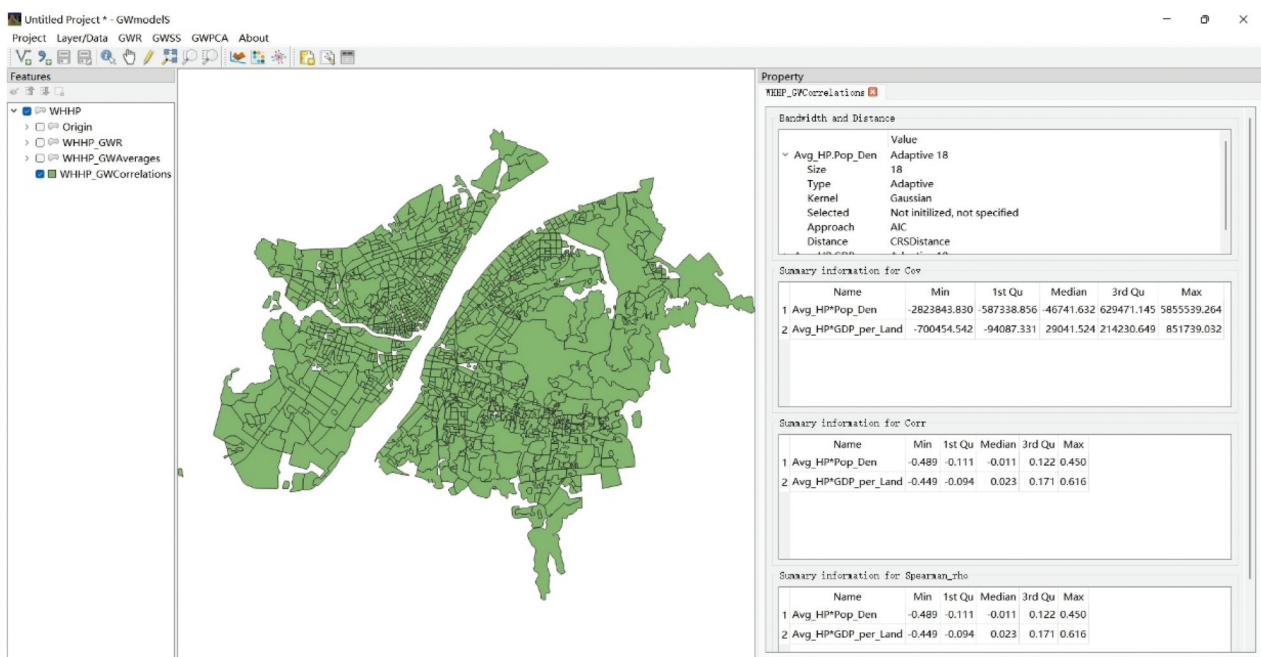 Untitled Project * - GWmodelS
Project Layer/Data GWR GWSS GWPCA About
Features
WHHP
Origin
WHHP_GWR
WHHP_GWAverages
WHHP_GWCorrelations
Property
WHHP_GWCorrelations
Bandwidth and Distance
Value
Avg_HP.Pop_Den Adaptive 18
Size 18
Type Adaptive
Kernel Gaussian
Selected Not initilized, not specified
Approach AIC
Distance CRSDistance
Summary information for Cov
Name Min 1st Qu Median 3rd Qu Max
1 Avg_HP*Pop_Den -2823843.830 -587338.856 -46741.632 629471.145 5855539.264
2 Avg_HP*GDP_per_Land -700454.542 -94087.331 29041.524 214230.649 851739.032
Summary information for Corr
Name Min 1st Qu Median 3rd Qu Max
1 Avg_HP*Pop_Den -0.489 -0.111 -0.011 0.122 0.450
2 Avg_HP*GDP_per_Land -0.449 -0.094 0.023 0.171 0.616
Summary information for Spearman_rho
Name Min 1st Qu Median 3rd Qu Max
1 Avg_HP*Pop_Den -0.489 -0.111 -0.011 0.122 0.450
2 Avg_HP*GDP_per_Land -0.449 -0.094 0.023 0.171 0.616